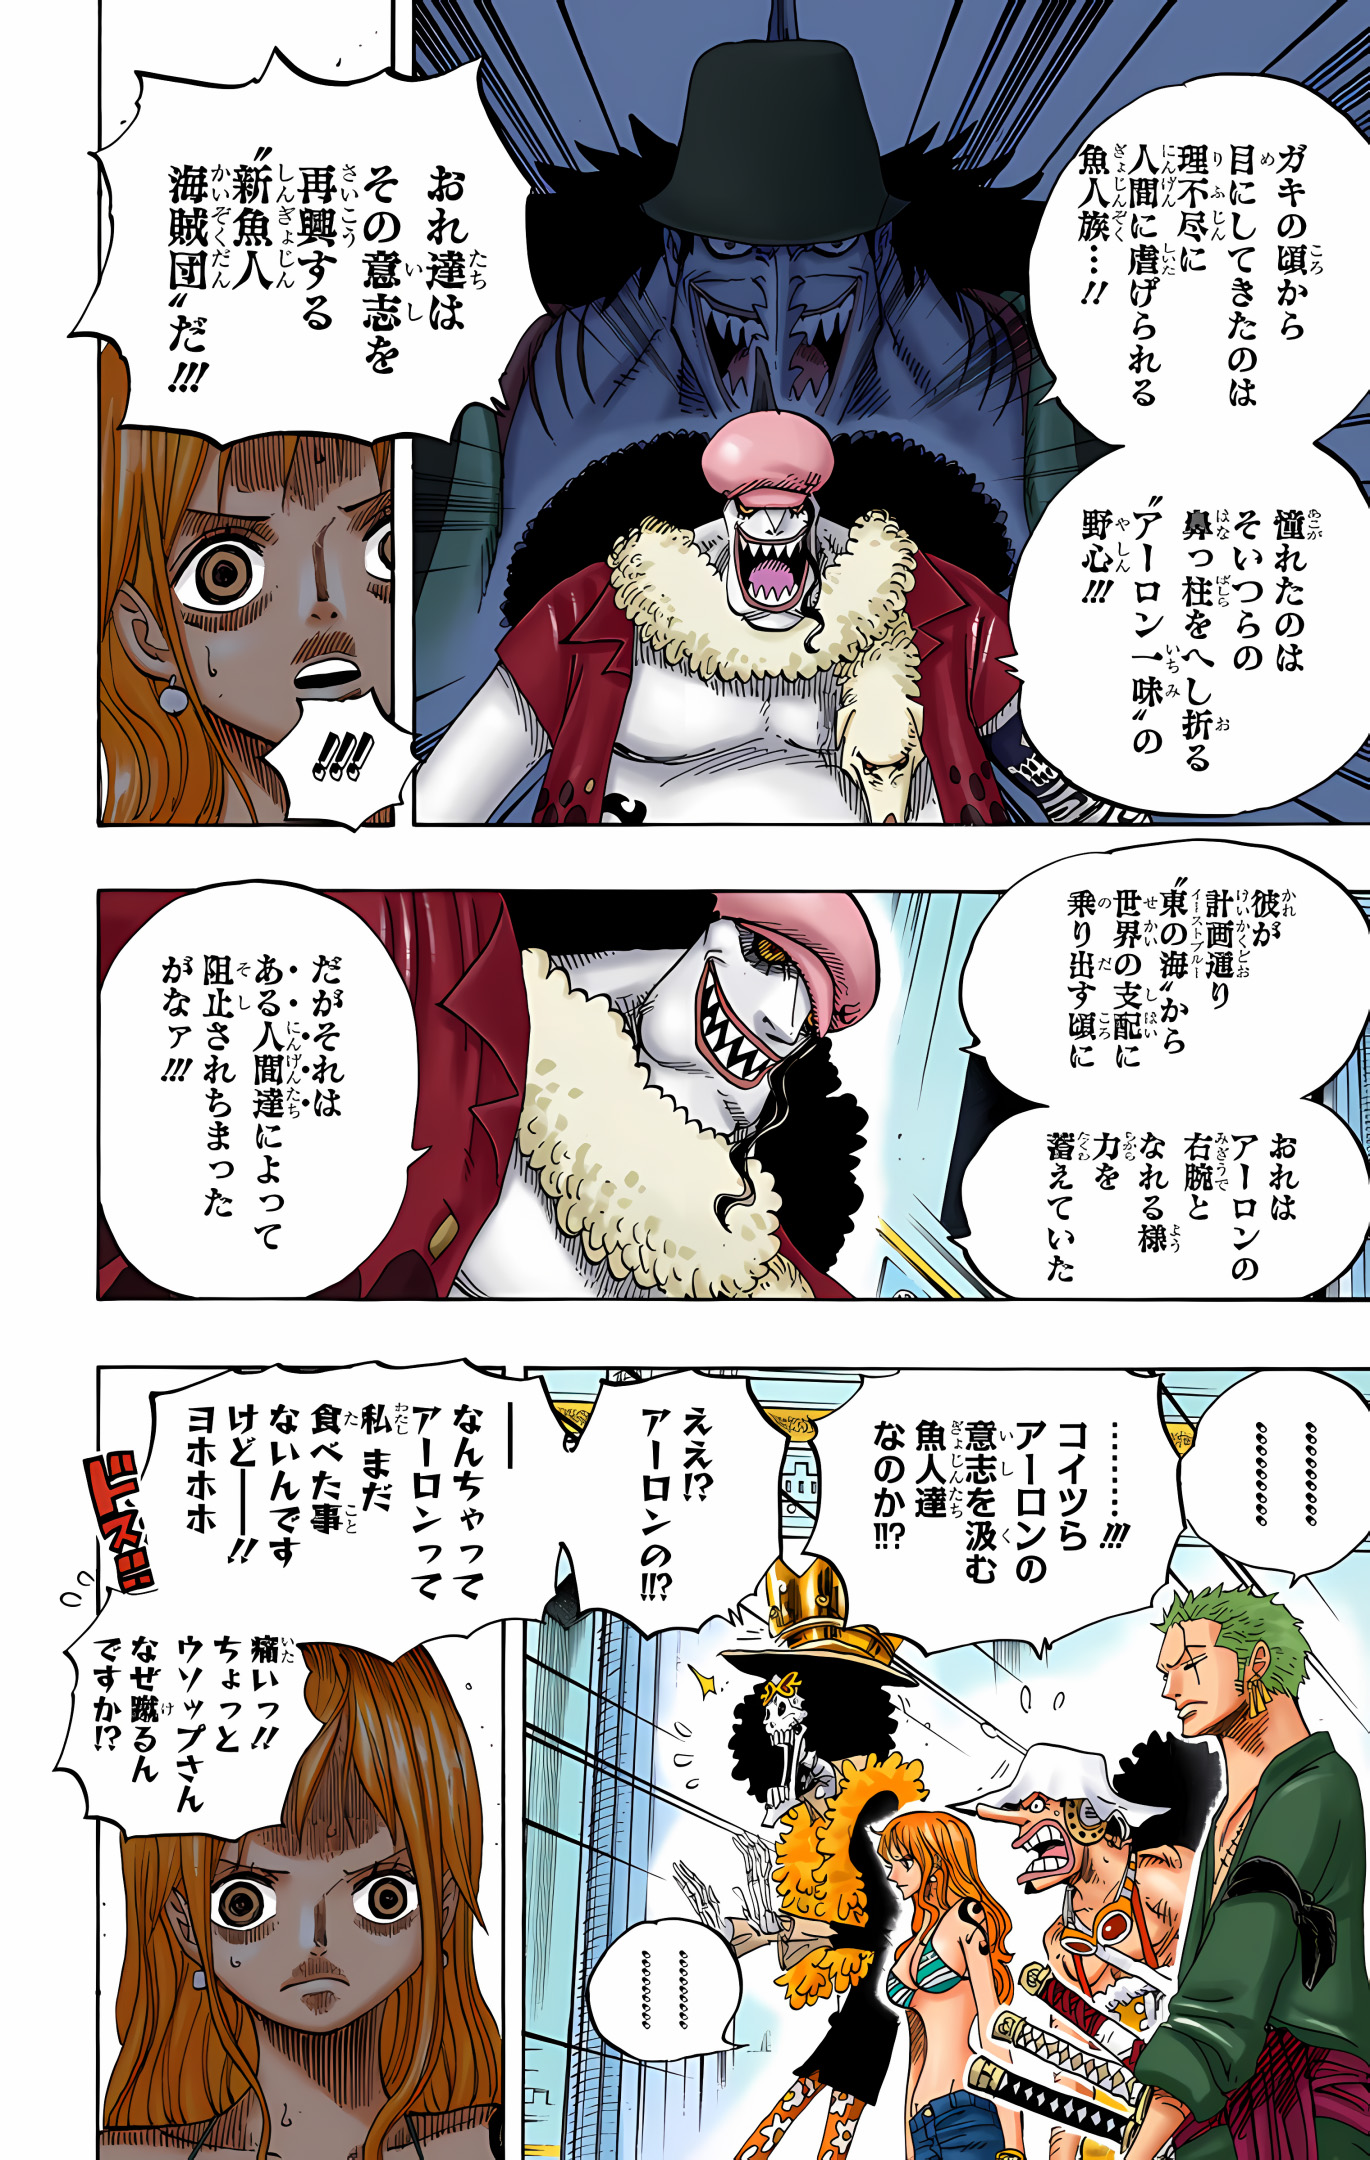 ガキの頃から
目にしてきたのは
理不尽に
人間に虐げられる
魚人族…!!
憧れたのは
そいつらの
鼻っ柱をへし折る
〝アーロン一味〟の
野心!!!
おれ達は
その意志を
再興する
〝新魚人
海賊団〟だ!!!
!!!!
彼が
計画通り
〝東の海〟から
世界の支配に
乗り出す頃に
おれは
アーロンの
右腕と
なれる様
力を
蓄えていた
だがそれは
ある人間達によって
阻止されちまった
がなァ!!!
………
………
………!!!
コイツら
アーロンの
意志を汲む
魚人達
なのか!!?
ええ!?
アーロンの!!?
――
なんちゃって
アーロンって
私 まだ
食べた事
ないんです
けど――!!
ヨホホホ
ドス!!
痛いっ!!
ちょっと
ウソップさん
なぜ蹴るん
ですか!?
………
………